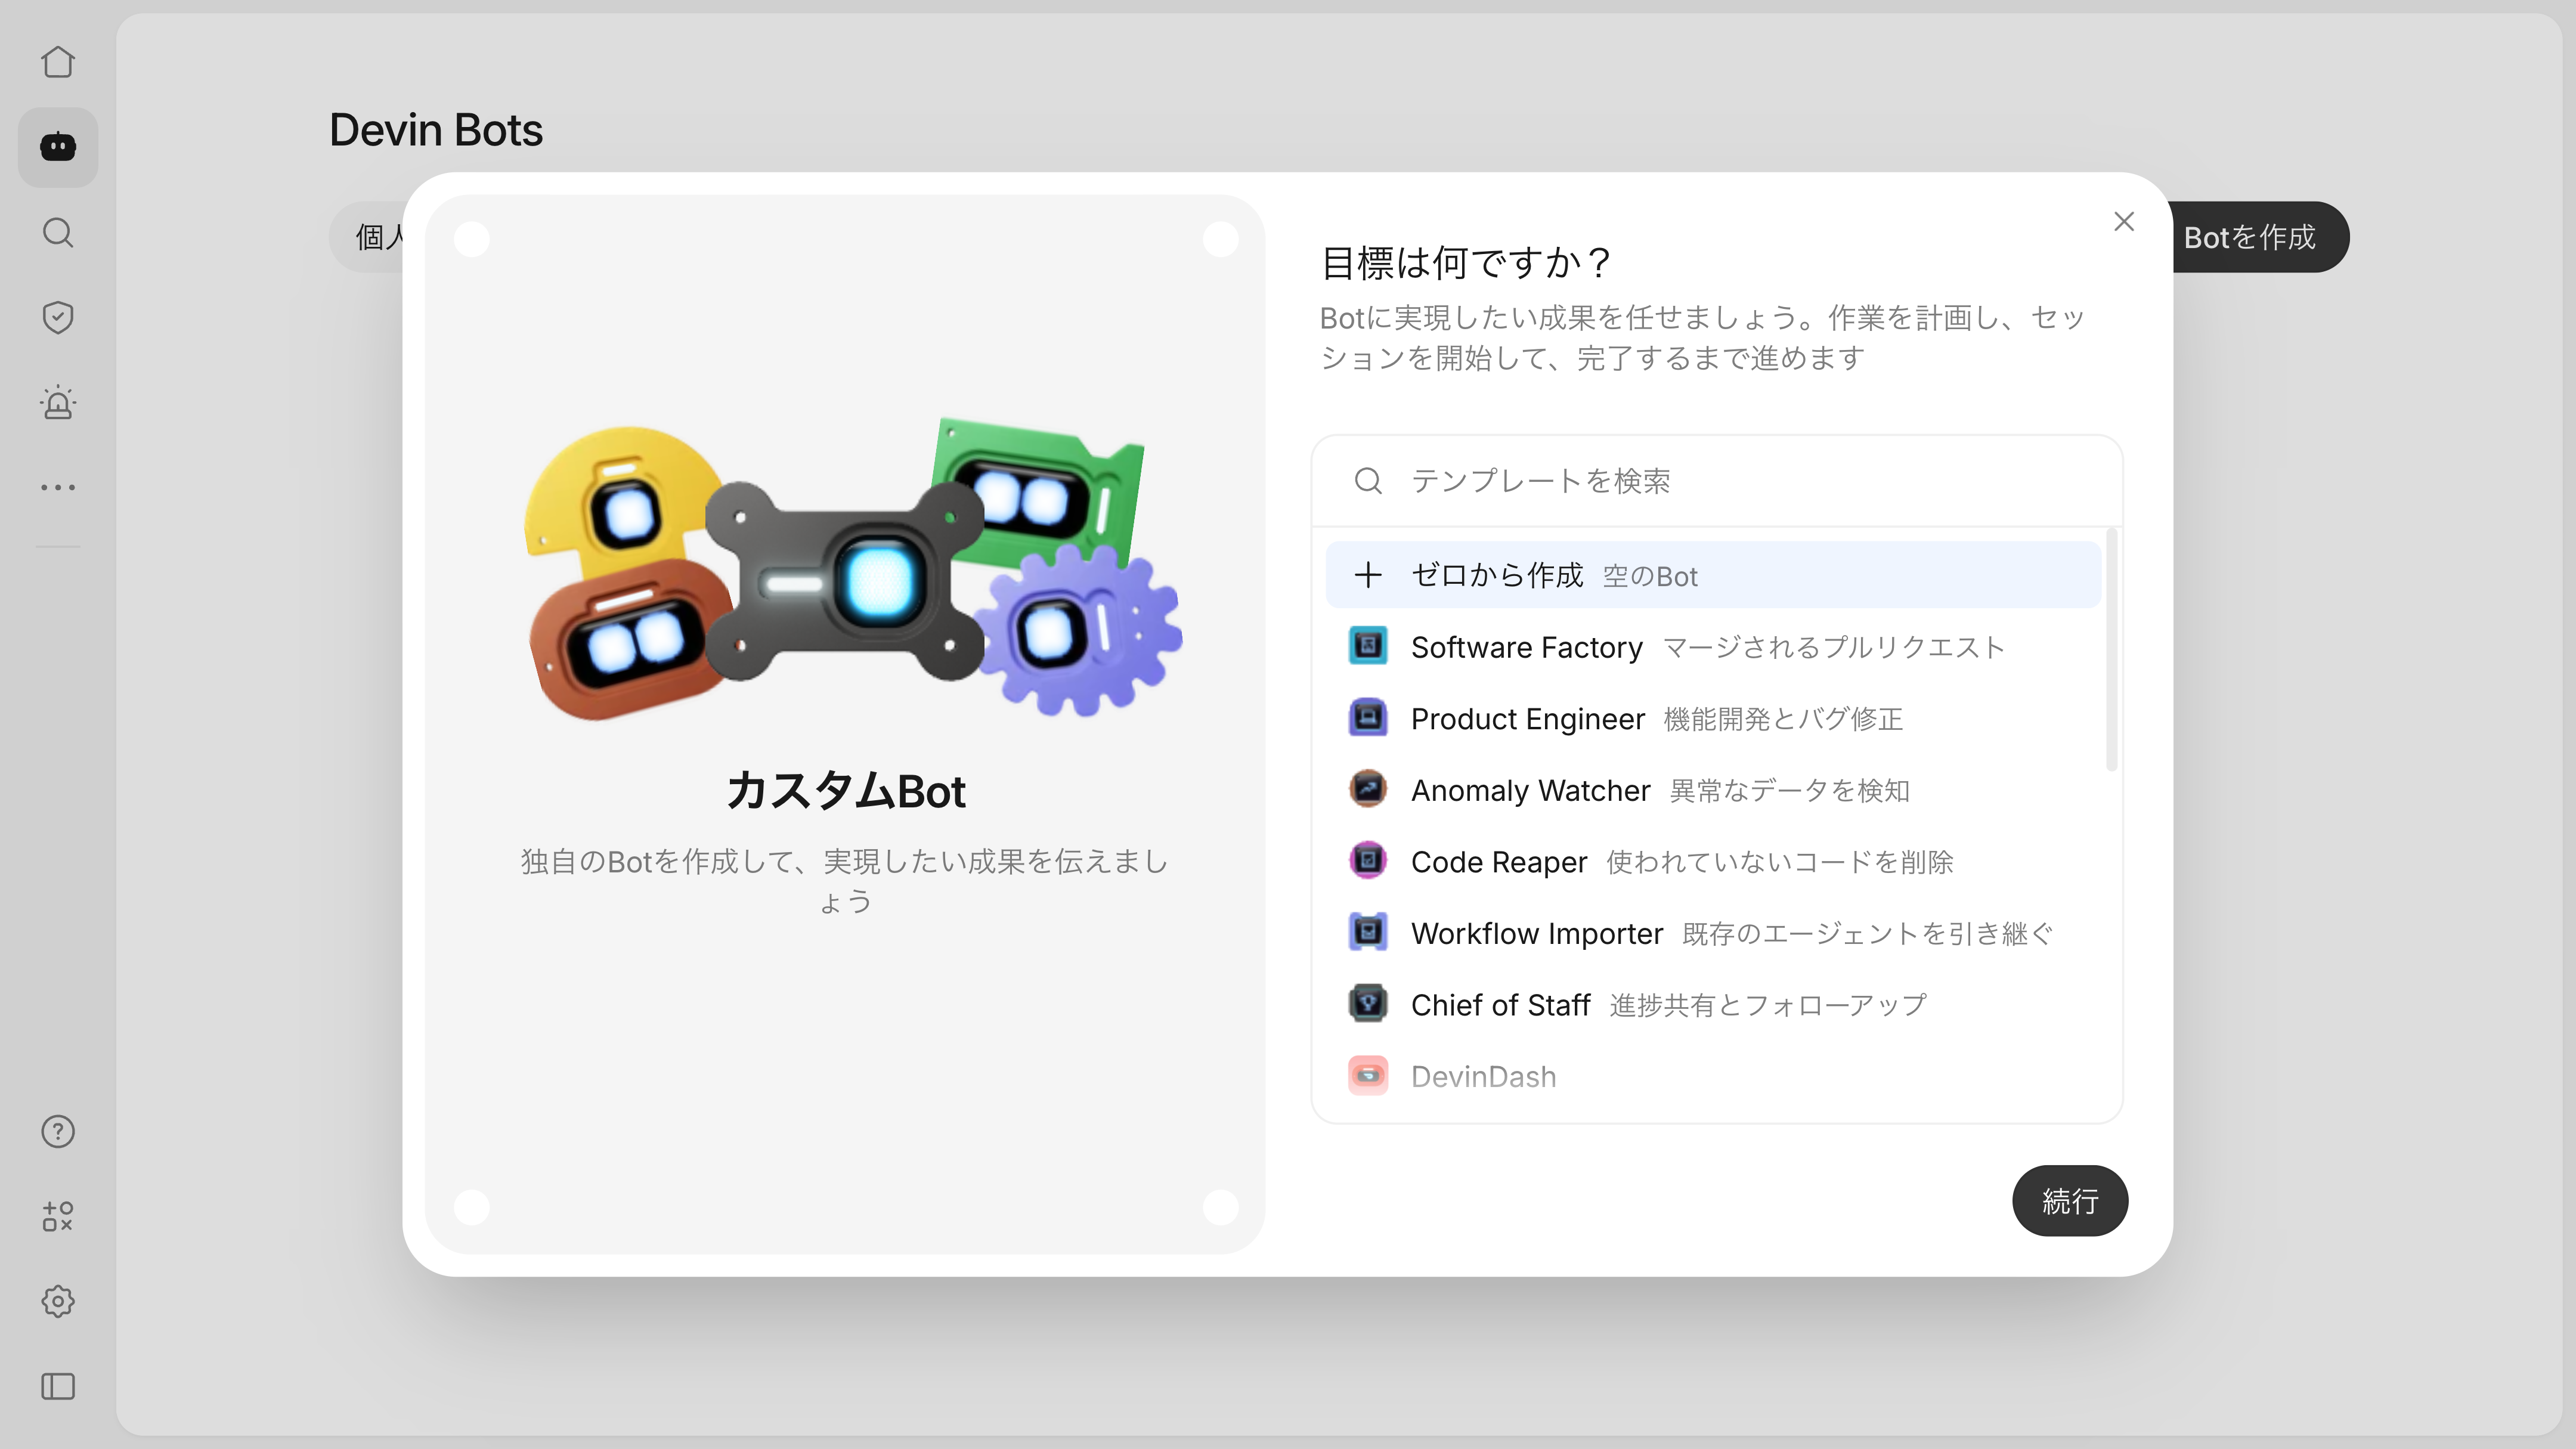 Devin Bots
個人
Botを作成
カスタムBot
独自のBotを作成して、実現したい成果を伝えまし
ょう
目標は何ですか？
Botに実現したい成果を任せましょう。作業を計画し、セッ
ションを開始して、完了するまで進めます
テンプレートを検索
ゼロから作成 空のBot
Software Factory マージされるプルリクエスト
Product Engineer 機能開発とバグ修正
Anomaly Watcher 異常なデータを検知
Code Reaper 使われていないコードを削除
Workflow Importer 既存のエージェントを引き継ぐ
Chief of Staff 進捗共有とフォローアップ
DevinDash
続行